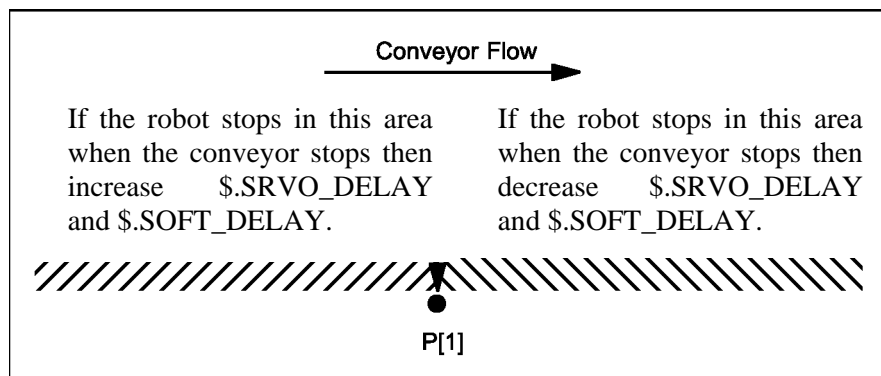 Conveyor Flow
If the robot stops in this area
when the conveyor stops then
increase $.SRVO_DELAY
and $.SOFT_DELAY.
If the robot stops in this area
when the conveyor stops then
decrease $.SRVO_DELAY
and $.SOFT_DELAY.
P[1]